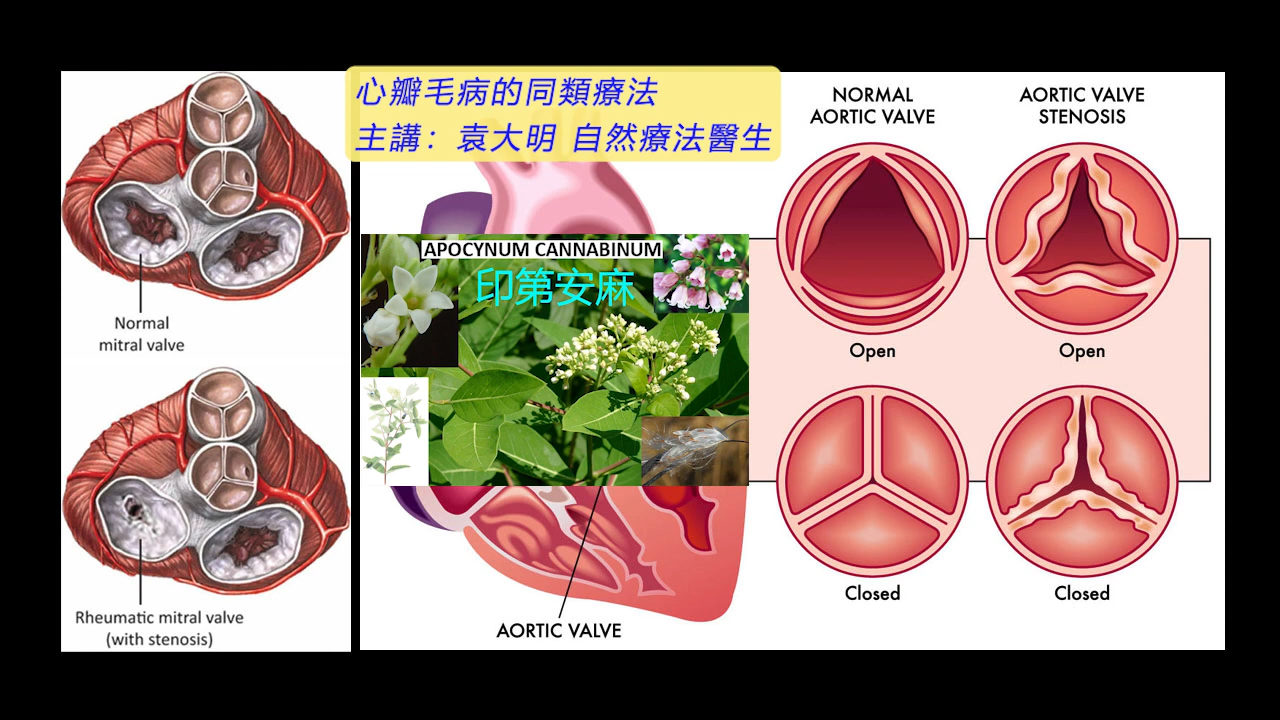 心瓣毛病的同類療法
主講：袁大明 自然療法醫生
Normal
mitral valve
Rheumatic mitral valve
(with stenosis)
APOCYNUM CANNABINUM
印第安麻
AORTIC VALVE
NORMAL
AORTIC VALVE
AORTIC VALVE
STENOSIS
Open
Open
Closed
Closed